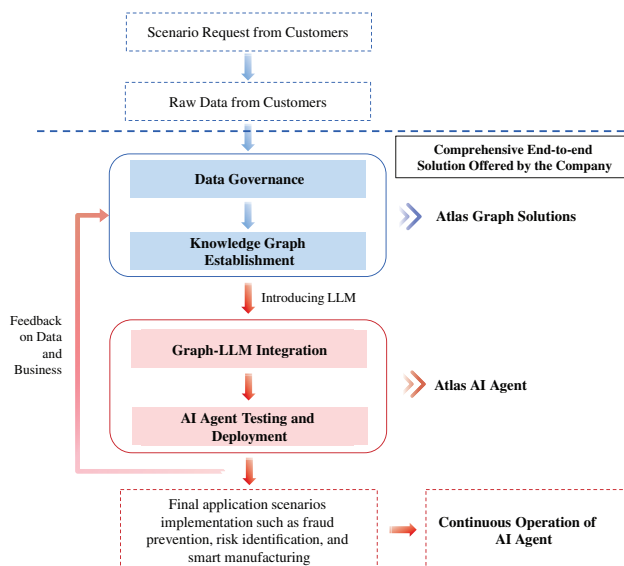 Scenario Request from Customers
Raw Data from Customers
Comprehensive End-to-end
Solution Offered by the Company
Data Governance
Atlas Graph Solutions
Knowledge Graph
Establishment
Introducing LLM
Feedback
on Data
and
Business
Graph-LLM Integration
Atlas AI Agent
AI Agent Testing and
Deployment
Final application scenarios
implementation such as fraud
prevention, risk identification, and
smart manufacturing
Continuous Operation of
AI Agent